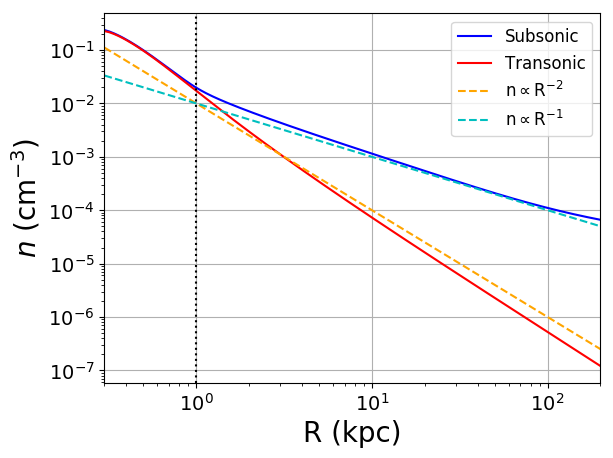 n (cm⁻³)
10⁻¹
10⁻²
10⁻³
10⁻⁴
10⁻⁵
10⁻⁶
10⁻⁷
Subsonic
Transonic
n ∝ R⁻²
n ∝ R⁻¹
10⁰ 10¹ 10²
R (kpc)